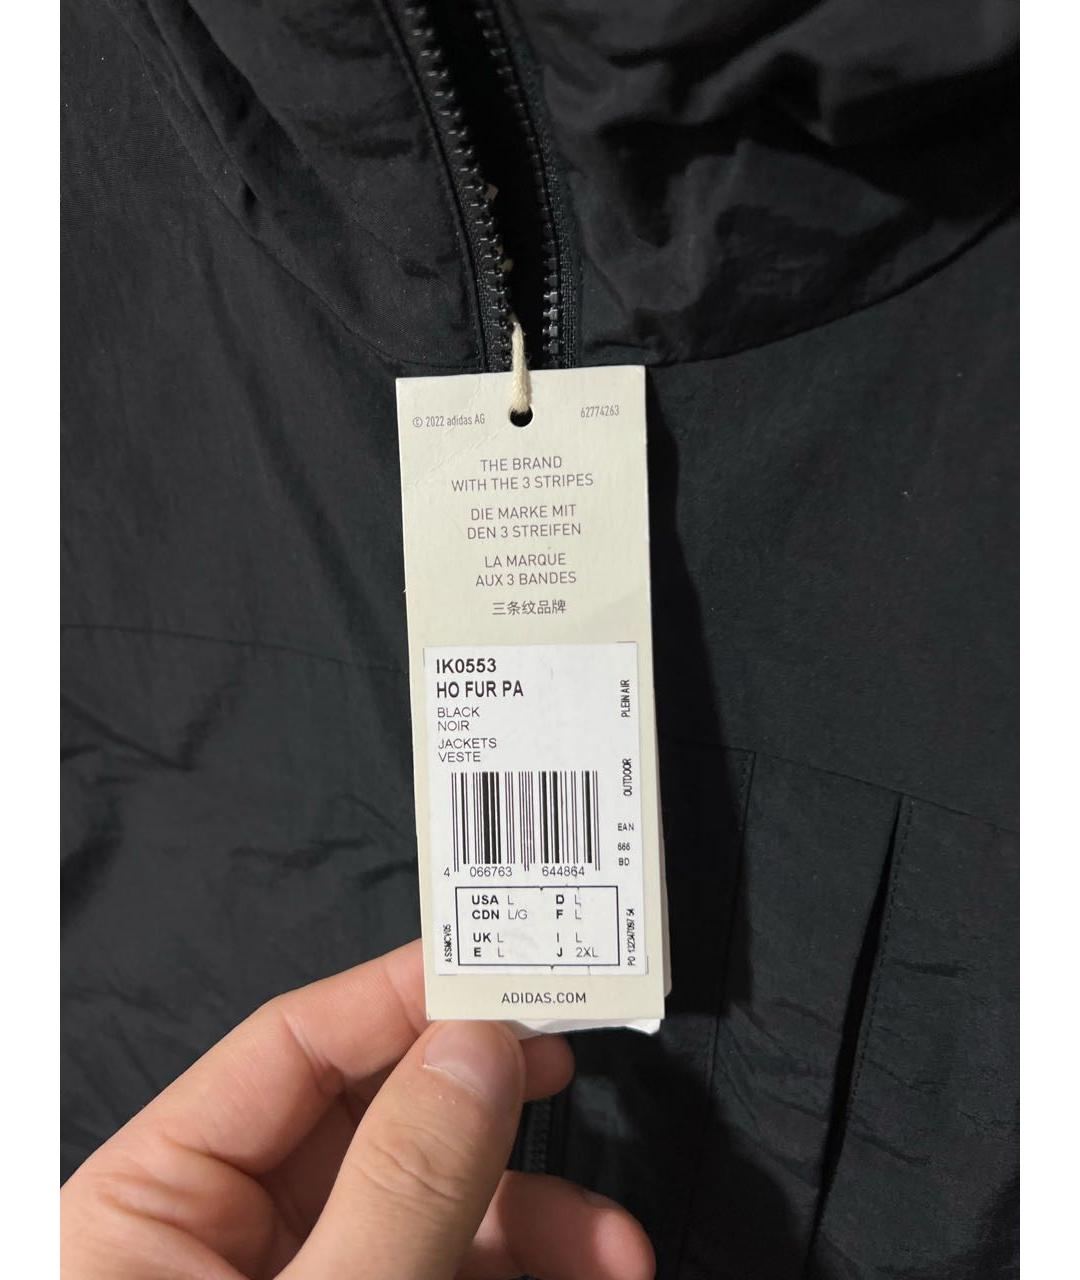 © 2022 adidas AG 62774263
THE BRAND
WITH THE 3 STRIPES
DIE MARKE MIT
DEN 3 STREIFEN
LA MARQUE
AUX 3 BANDES
三条纹品牌
IK0553
HO FUR PA
BLACK
NOIR
JACKETS
VESTE
PLEIN AIR
OUTDOOR
EAN
666
BD
4 066763 644864
USA L D L
CDN L/G F L
UK L I L
E L J 2XL
ADIDAS.COM